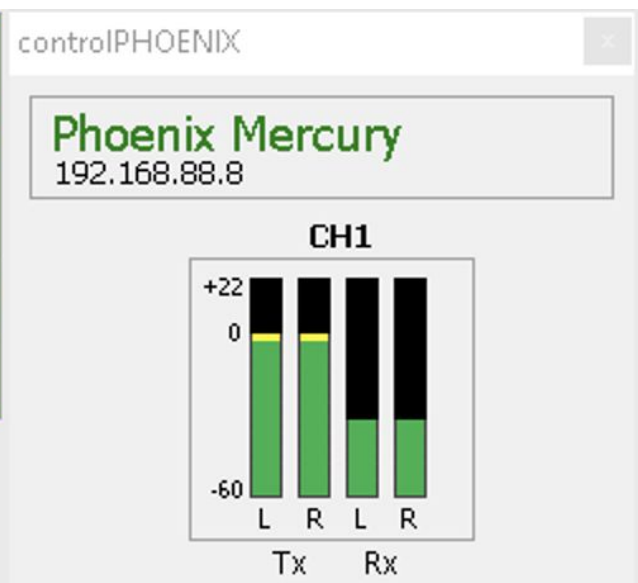 controlPHOENIX
x
Phoenix Mercury
192.168.88.8
CH1
+22
0
-60
L R L R
Tx Rx